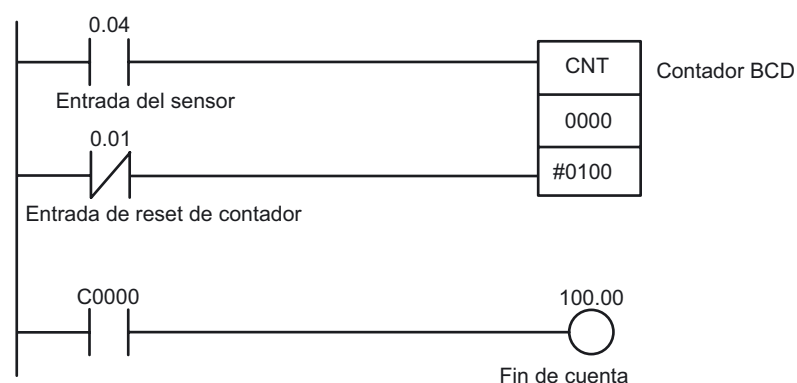 0.04
CNT
Contador BCD
Entrada del sensor
0000
0.01
#0100
Entrada de reset de contador
C0000
100.00
Fin de cuenta